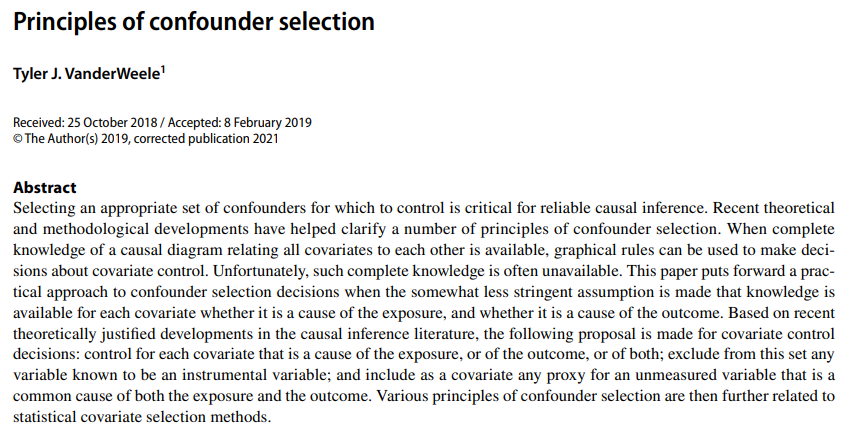 Principles of confounder selection
Tyler J. VanderWeele1
Received: 25 October 2018 / Accepted: 8 February 2019
© The Author(s) 2019, corrected publication 2021
Abstract
Selecting an appropriate set of confounders for which to control is critical for reliable causal inference. Recent theoretical
and methodological developments have helped clarify a number of principles of confounder selection. When complete
knowledge of a causal diagram relating all covariates to each other is available, graphical rules can be used to make deci-
sions about covariate control. Unfortunately, such complete knowledge is often unavailable. This paper puts forward a prac-
tical approach to confounder selection decisions when the somewhat less stringent assumption is made that knowledge is
available for each covariate whether it is a cause of the exposure, and whether it is a cause of the outcome. Based on recent
theoretically justified developments in the causal inference literature, the following proposal is made for covariate control
decisions: control for each covariate that is a cause of the exposure, or of the outcome, or of both; exclude from this set any
variable known to be an instrumental variable; and include as a covariate any proxy for an unmeasured variable that is a
common cause of both the exposure and the outcome. Various principles of confounder selection are then further related to
statistical covariate selection methods.